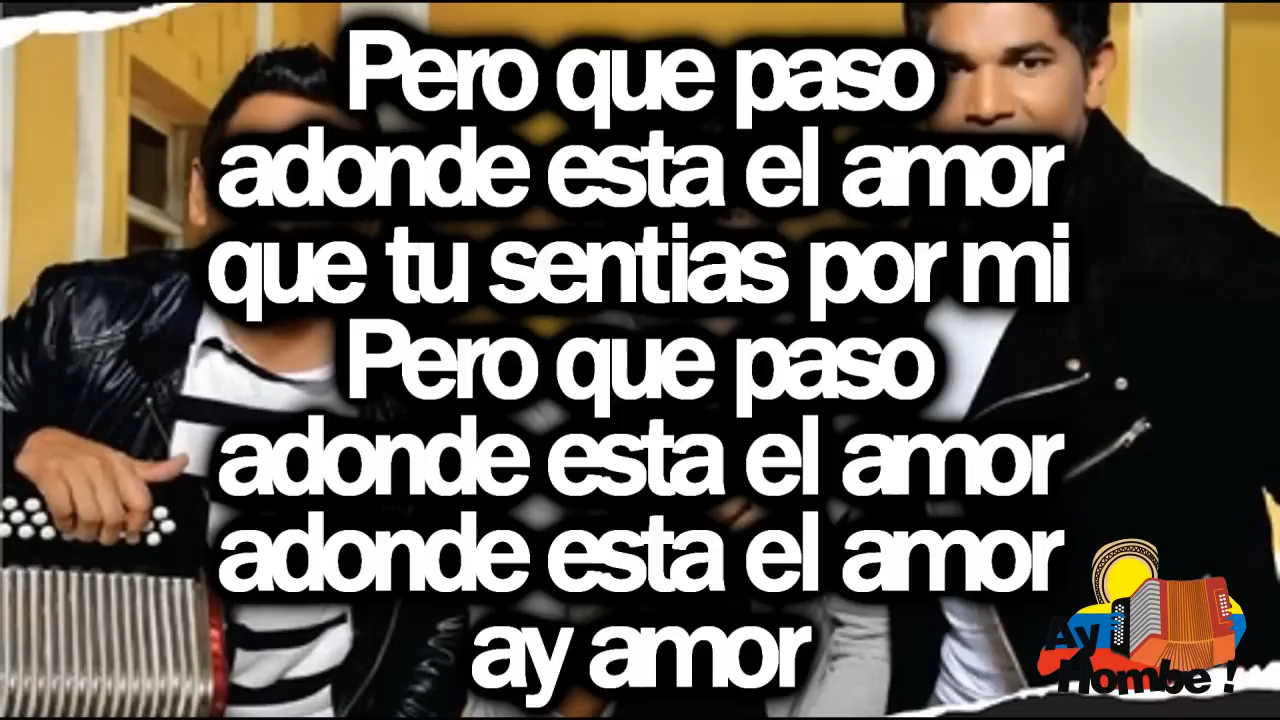 Pero que paso
adonde esta el amor
que tu sentias por mi
Pero que paso
adonde esta el amor
adonde esta el amor
ay amor
Ay
Hombe !